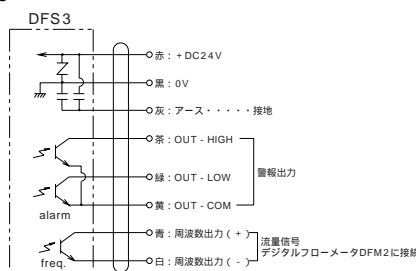 DFS3
赤：+DC24V
黒：0V
灰：アース・・・・・接地
茶：OUT - HIGH
緑：OUT - LOW
警報出力
黄：OUT - COM
alarm
青：周波数出力（+）
流量信号
デジタルフローメータDFM2に接続
白：周波数出力（-）
freq.